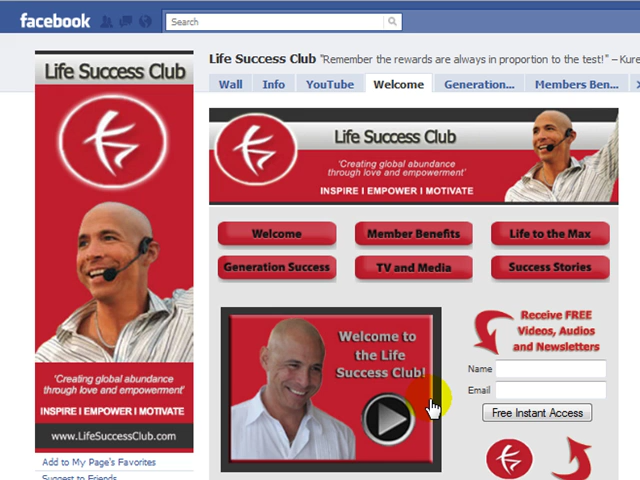 facebook
Search
Life Success Club
Life Success Club "Remember the rewards are always in proportion to the test!" – Kure
Wall Info YouTube Welcome Generation... Members Ben...
Life Success Club
'Creating global abundance
through love and empowerment'
INSPIRE I EMPOWER I MOTIVATE
Welcome Member Benefits Life to the Max
Generation Success TV and Media Success Stories
Welcome to
the Life
Success Club!
Receive FREE
Videos, Audios
and Newsletters
Name
Email
Free Instant Access
'Creating global abundance
through love and empowerment'
INSPIRE I EMPOWER I MOTIVATE
www.LifeSuccessClub.com
Add to My Page's Favorites
Suggest to Friends